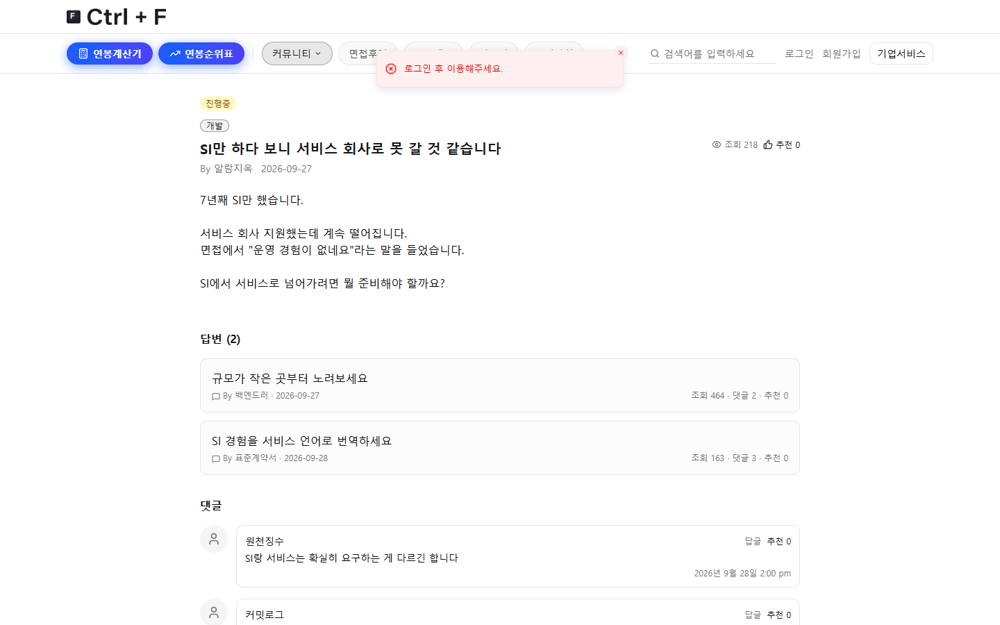 F Ctrl + F
연봉계산기
연봉순위표
커뮤니티
검색어를 입력하세요
로그인
회원가입
기업서비스
로그인 후 이용해주세요.
진행중
개발
SI만 하다 보니 서비스 회사로 못 갈 것 같습니다
조회 218 추천 0
By 알람지옥 2026-09-27
7년째 SI만 했습니다.
서비스 회사 지원했는데 계속 떨어집니다.
면접에서 "운영 경험이 없네요"라는 말을 들었습니다.
SI에서 서비스로 넘어가려면 뭘 준비해야 할까요?
답변 (2)
규모가 작은 곳부터 노려보세요
By 백엔드러 · 2026-09-27
조회 464 · 댓글 2 · 추천 0
SI 경험을 서비스 언어로 번역하세요
By 표준계약서 · 2026-09-28
조회 163 · 댓글 3 · 추천 0
댓글
원천징수
답글 추천 0
SI랑 서비스는 확실히 요구하는 게 다르긴 합니다
2026년 9월 28일 2:00 pm
커밋로그
답글 추천 0